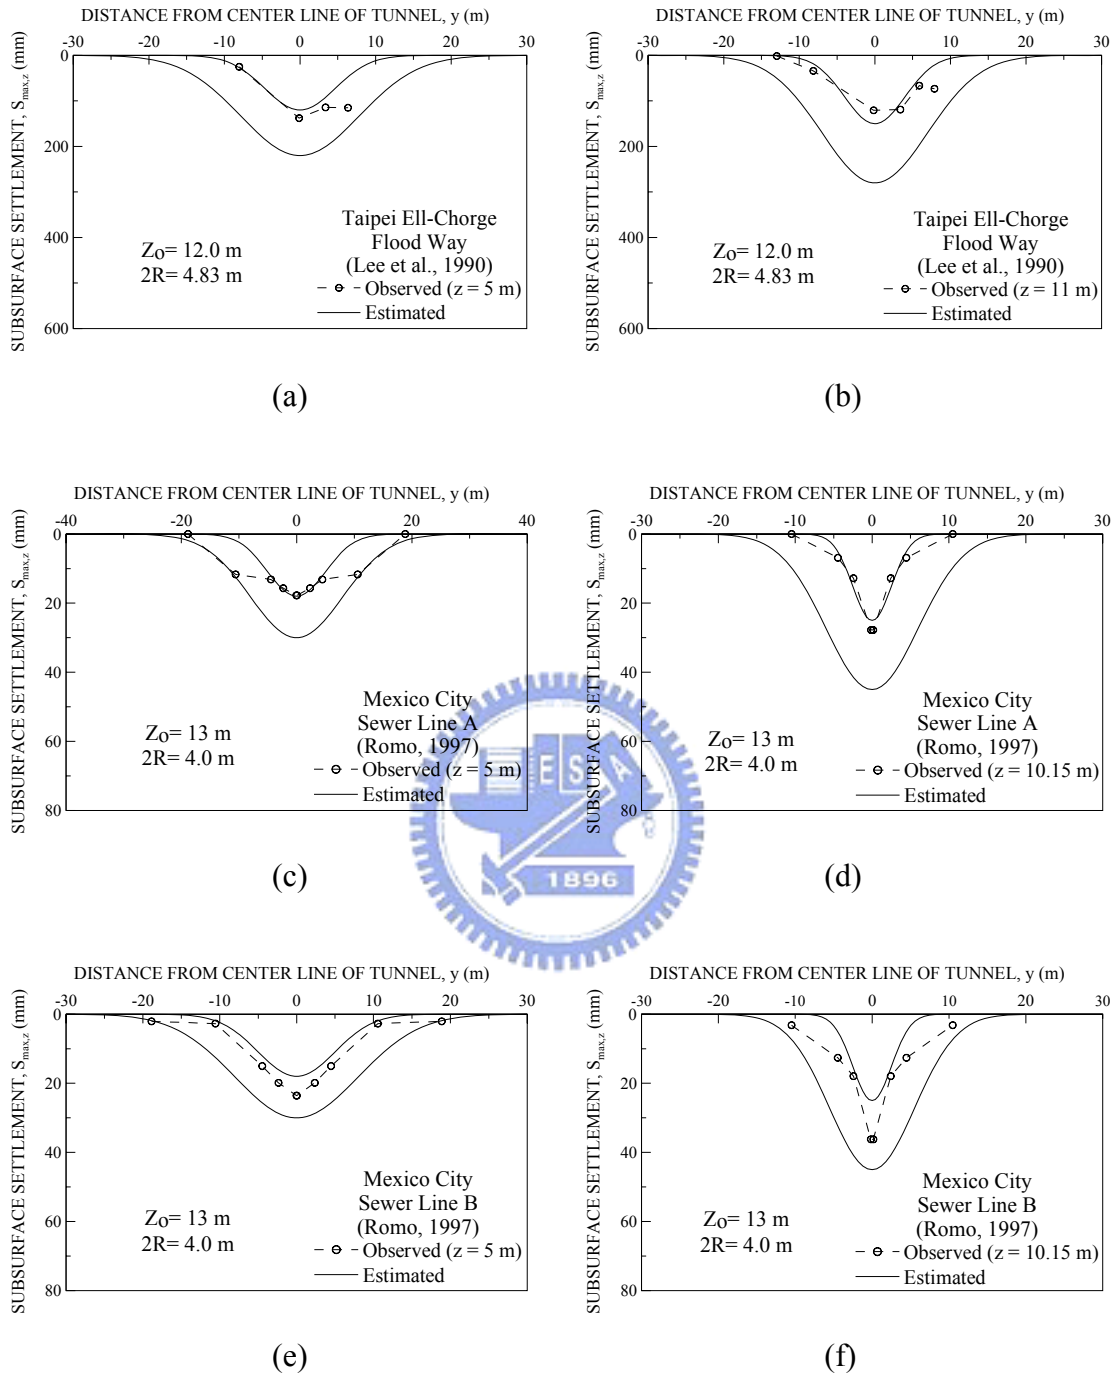 DISTANCE FROM CENTER LINE OF TUNNEL, y (m)
-30 -20 -10 0 10 20 30
SUBSURFACE SETTLEMENT, Smax,z (mm)
0
200
400
600
Taipei Ell-Chorge
Flood Way
(Lee et al., 1990)
Zo= 12.0 m
2R= 4.83 m
Observed (z = 5 m)
Estimated
(a)
DISTANCE FROM CENTER LINE OF TUNNEL, y (m)
-30 -20 -10 0 10 20 30
SUBSURFACE SETTLEMENT, Smax,z (mm)
0
200
400
600
Taipei Ell-Chorge
Flood Way
(Lee et al., 1990)
Zo= 12.0 m
2R= 4.83 m
Observed (z = 11 m)
Estimated
(b)
DISTANCE FROM CENTER LINE OF TUNNEL, y (m)
-40 -20 0 20 40
SUBSURFACE SETTLEMENT, Smax,z (mm)
0
20
40
60
80
Mexico City
Sewer Line A
(Romo, 1997)
Zo= 13 m
2R= 4.0 m
Observed (z = 5 m)
Estimated
(c)
DISTANCE FROM CENTER LINE OF TUNNEL, y (m)
-30 -20 -10 0 10 20 30
SUBSURFACE SETTLEMENT, Smax,z (mm)
0
20
40
60
80
Mexico City
Sewer Line A
(Romo, 1997)
Zo= 13 m
2R= 4.0 m
Observed (z = 10.15 m)
Estimated
(d)
E S A
1896
DISTANCE FROM CENTER LINE OF TUNNEL, y (m)
-30 -20 -10 0 10 20 30
SUBSURFACE SETTLEMENT, Smax,z (mm)
0
20
40
60
80
Mexico City
Sewer Line B
(Romo, 1997)
Zo= 13 m
2R= 4.0 m
Observed (z = 5 m)
Estimated
(e)
DISTANCE FROM CENTER LINE OF TUNNEL, y (m)
-30 -20 -10 0 10 20 30
SUBSURFACE SETTLEMENT, Smax,z (mm)
0
20
40
60
80
Mexico City
Sewer Line B
(Romo, 1997)
Zo= 13 m
2R= 4.0 m
Observed (z = 10.15 m)
Estimated
(f)